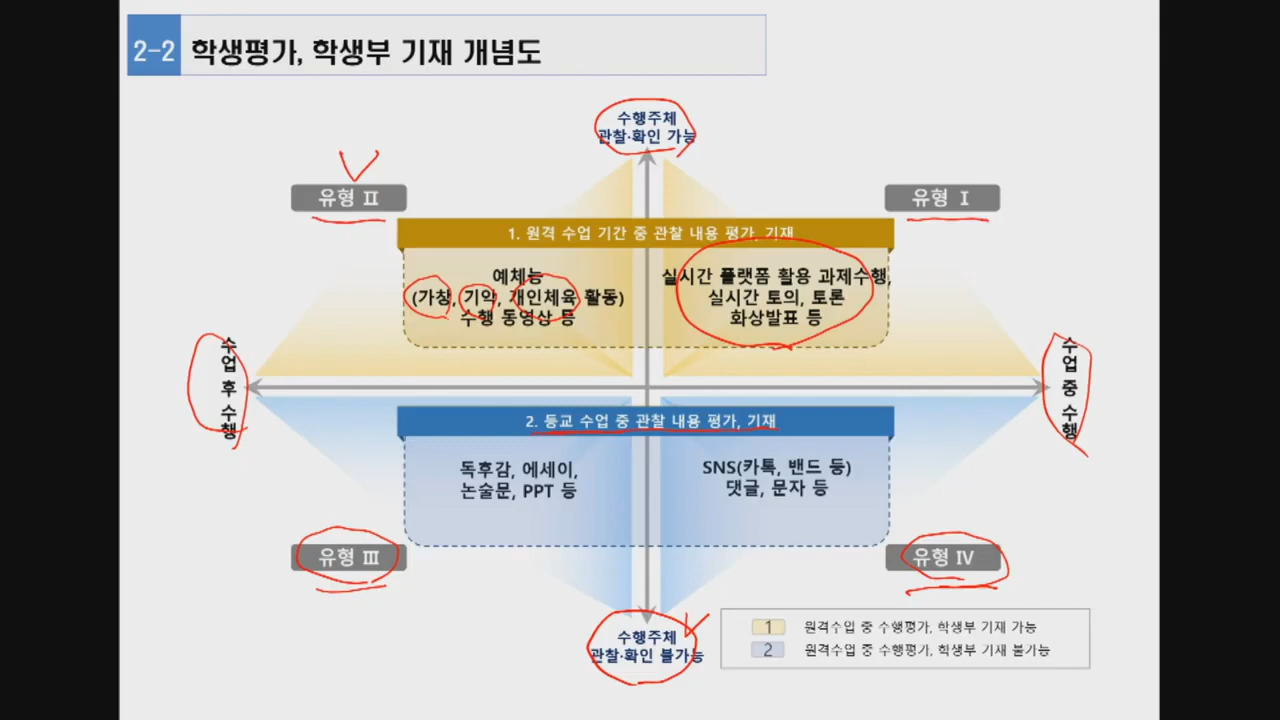 2-2 학생평가, 학생부 기재 개념도
수행주체
관찰·확인 가능
유형 Ⅱ
유형 Ⅰ
1. 원격 수업 기간 중 관찰 내용 평가, 기재
예체능
(가창, 기악, 개인체육 활동)
수행 동영상 등
실시간 플랫폼 활용 과제수행,
실시간 토의, 토론
화상발표 등
수업 후 수행
수업 중 수행
2. 등교 수업 중 관찰 내용 평가, 기재
독후감, 에세이,
논술문, PPT 등
SNS(카톡, 밴드 등)
댓글, 문자 등
유형 Ⅲ
유형 Ⅳ
수행주체
관찰·확인 불가능
1 원격수업 중 수행평가, 학생부 기재 가능
2 원격수업 중 수행평가, 학생부 기재 불가능